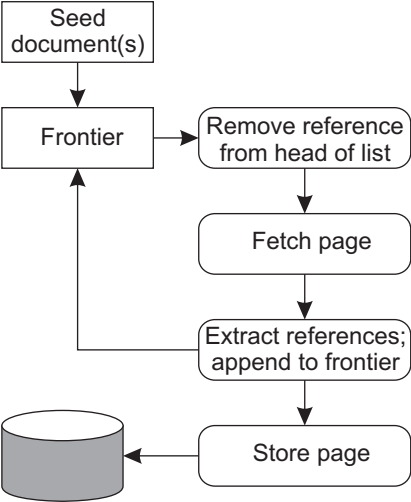 Seed
document(s)
Frontier
Remove reference
from head of list
Fetch page
Extract references;
append to frontier
Store page